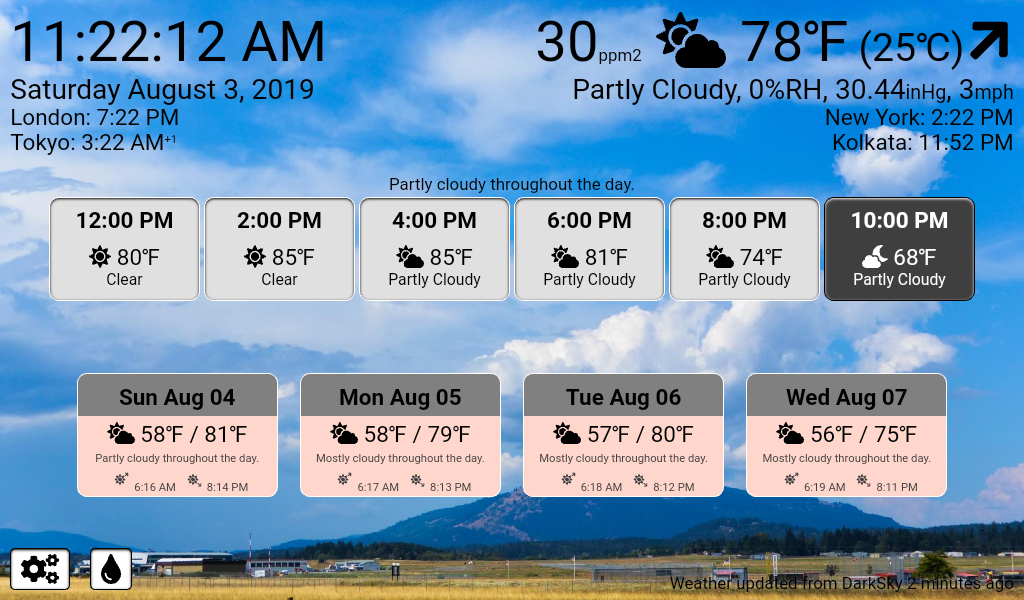 11:22:12 AM
30ppm2 78°F (25°C)
Saturday August 3, 2019
Partly Cloudy, 0%RH, 30.44inHg, 3mph
London: 7:22 PM
New York: 2:22 PM
Tokyo: 3:22 AM+1
Kolkata: 11:52 PM
Partly cloudy throughout the day.
12:00 PM
80°F
Clear
2:00 PM
85°F
Clear
4:00 PM
85°F
Partly Cloudy
6:00 PM
81°F
Partly Cloudy
8:00 PM
74°F
Partly Cloudy
10:00 PM
68°F
Partly Cloudy
Sun Aug 04
58°F / 81°F
Partly cloudy throughout the day.
6:16 AM 8:14 PM
Mon Aug 05
58°F / 79°F
Mostly cloudy throughout the day.
6:17 AM 8:13 PM
Tue Aug 06
57°F / 80°F
Mostly cloudy throughout the day.
6:18 AM 8:12 PM
Wed Aug 07
56°F / 75°F
Mostly cloudy throughout the day.
6:19 AM 8:11 PM
Weather updated from DarkSky 2 minutes ago